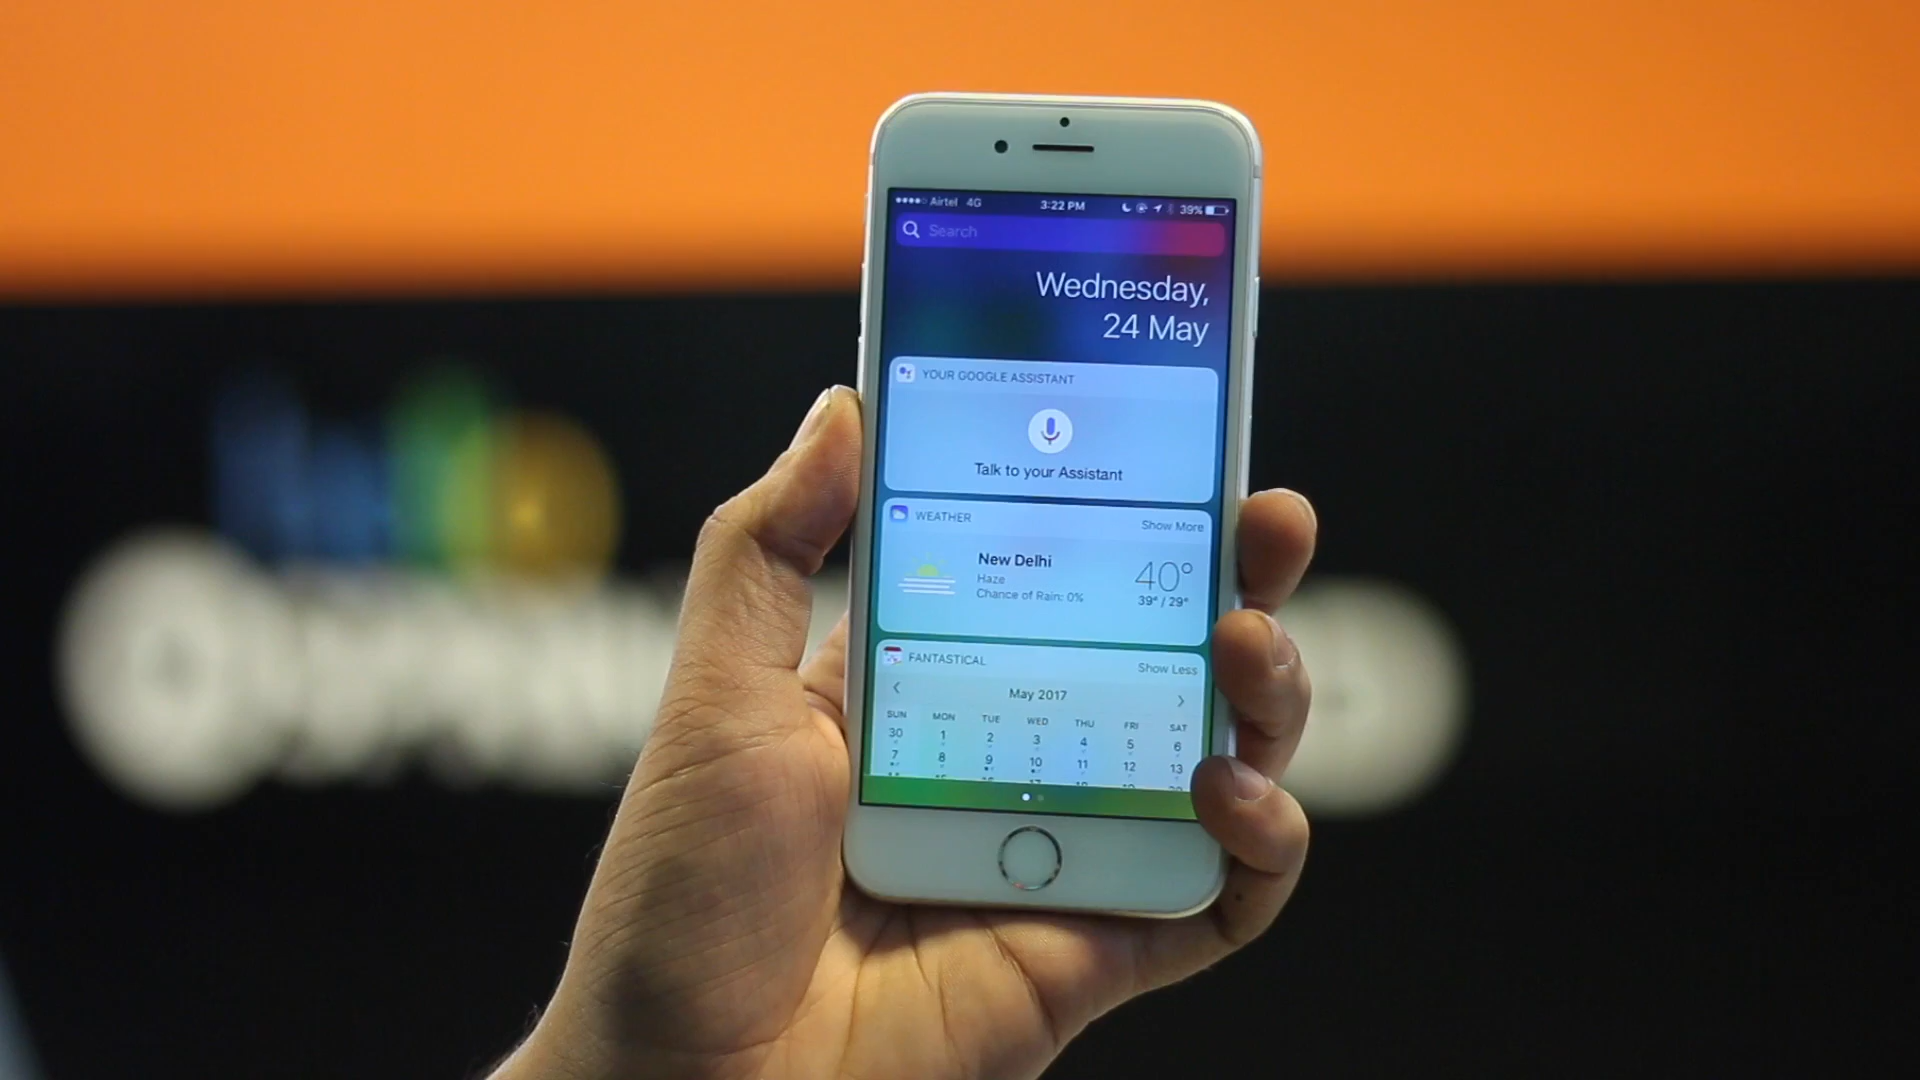 Airtel 4G 3:22 PM 39%
Search
Wednesday,
24 May
YOUR GOOGLE ASSISTANT
Talk to your Assistant
WEATHER Show More
New Delhi
Haze
Chance of Rain: 0%
40°
39° / 29°
FANTASTICAL Show Less
May 2017
SUN MON TUE WED THU FRI SAT
30 1 2 3 4 5 6
7 8 9 10 11 12 13